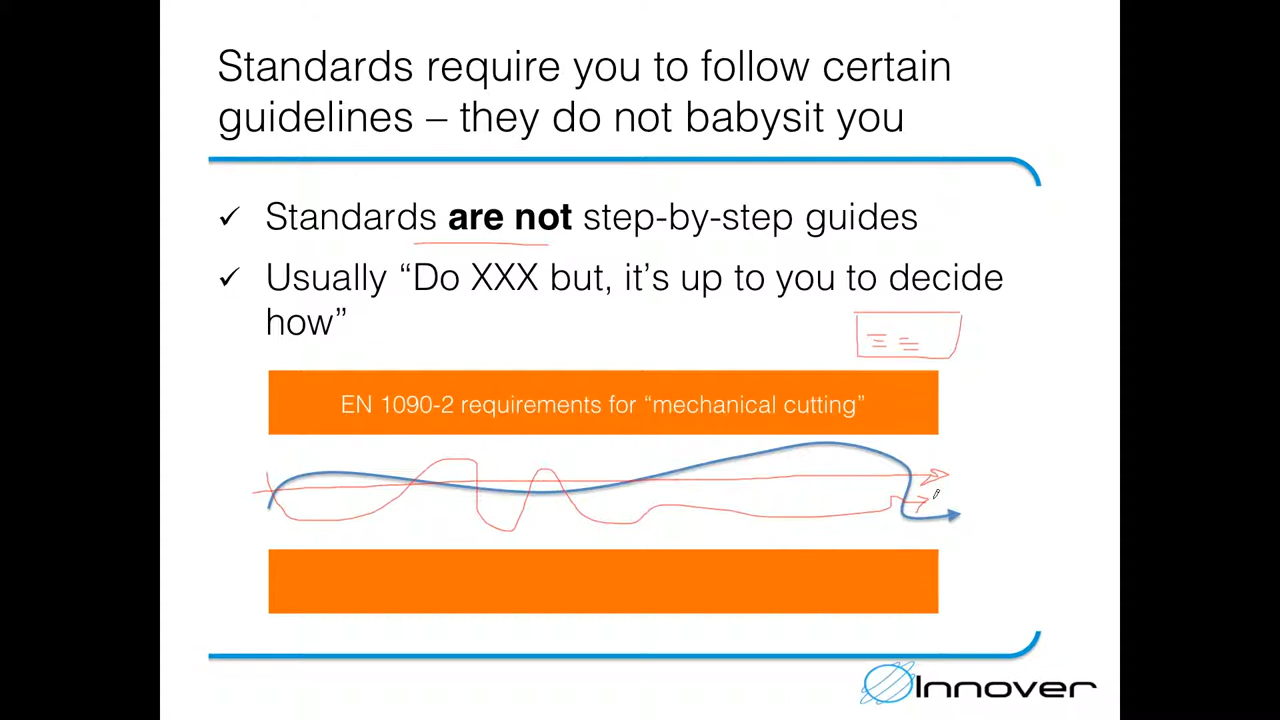 Standards require you to follow certain
guidelines – they do not babysit you
✓ Standards are not step-by-step guides
✓ Usually “Do XXX but, it’s up to you to decide
how”
EN 1090-2 requirements for “mechanical cutting”
Innover